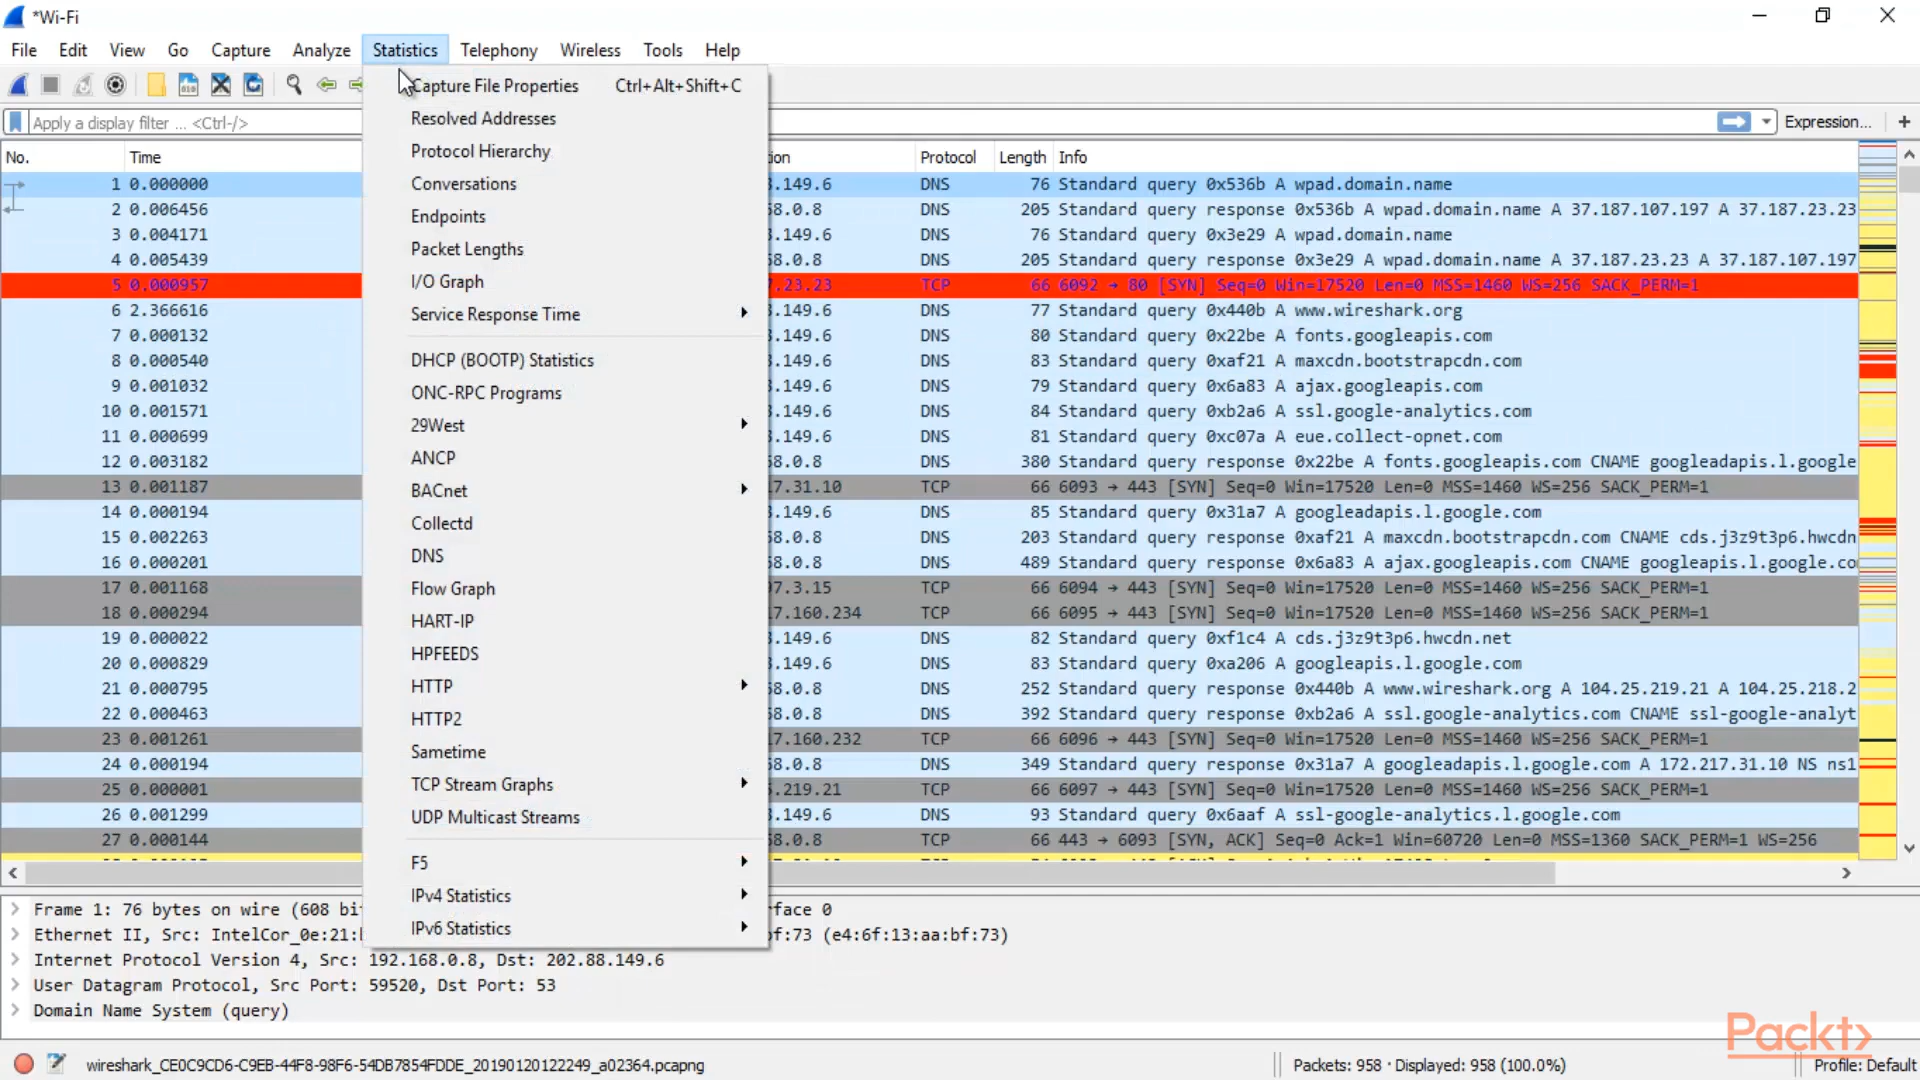 *Wi-Fi
File Edit View Go Capture Analyze Statistics Telephony Wireless Tools Help
Capture File Properties Ctrl+Alt+Shift+C
Resolved Addresses
Protocol Hierarchy
Conversations
Endpoints
Packet Lengths
I/O Graph
Service Response Time
DHCP (BOOTP) Statistics
ONC-RPC Programs
29West
ANCP
BACnet
Collectd
DNS
Flow Graph
HART-IP
HPFEEDS
HTTP
HTTP2
Sametime
TCP Stream Graphs
UDP Multicast Streams
F5
IPv4 Statistics
IPv6 Statistics
Apply a display filter ... <Ctrl-/> Expression... +
No. Time ion Protocol Length Info
1 0.000000 .149.6 DNS 76 Standard query 0x536b A wpad.domain.name
2 0.006456 8.0.8 DNS 205 Standard query response 0x536b A wpad.domain.name A 37.187.107.197 A 37.187.23.23
3 0.004171 .149.6 DNS 76 Standard query 0x3e29 A wpad.domain.name
4 0.005439 8.0.8 DNS 205 Standard query response 0x3e29 A wpad.domain.name A 37.187.23.23 A 37.187.107.197
5 0.000957 .23.23 TCP 66 6092 → 80 [SYN] Seq=0 Win=17520 Len=0 MSS=1460 WS=256 SACK_PERM=1
6 2.366616 .149.6 DNS 77 Standard query 0x440b A www.wireshark.org
7 0.000132 .149.6 DNS 80 Standard query 0x22be A fonts.googleapis.com
8 0.000540 .149.6 DNS 83 Standard query 0xaf21 A maxcdn.bootstrapcdn.com
9 0.001032 .149.6 DNS 79 Standard query 0x6a83 A ajax.googleapis.com
10 0.001571 .149.6 DNS 84 Standard query 0xb2a6 A ssl.google-analytics.com
11 0.000699 .149.6 DNS 81 Standard query 0xc07a A eue.collect-opnet.com
12 0.003182 8.0.8 DNS 380 Standard query response 0x22be A fonts.googleapis.com CNAME googleadapis.l.google
13 0.001187 7.31.10 TCP 66 6093 → 443 [SYN] Seq=0 Win=17520 Len=0 MSS=1460 WS=256 SACK_PERM=1
14 0.000194 .149.6 DNS 85 Standard query 0x31a7 A googleadapis.l.google.com
15 0.002263 8.0.8 DNS 203 Standard query response 0xaf21 A maxcdn.bootstrapcdn.com CNAME cds.j3z9t3p6.hwcdn
16 0.000201 8.0.8 DNS 489 Standard query response 0x6a83 A ajax.googleapis.com CNAME googleapis.l.google.co
17 0.001168 7.3.15 TCP 66 6094 → 443 [SYN] Seq=0 Win=17520 Len=0 MSS=1460 WS=256 SACK_PERM=1
18 0.000294 7.160.234 TCP 66 6095 → 443 [SYN] Seq=0 Win=17520 Len=0 MSS=1460 WS=256 SACK_PERM=1
19 0.000022 .149.6 DNS 82 Standard query 0xf1c4 A cds.j3z9t3p6.hwcdn.net
20 0.000829 .149.6 DNS 83 Standard query 0xa206 A googleapis.l.google.com
21 0.000795 8.0.8 DNS 252 Standard query response 0x440b A www.wireshark.org A 104.25.219.21 A 104.25.218.2
22 0.000463 8.0.8 DNS 392 Standard query response 0xb2a6 A ssl.google-analytics.com CNAME ssl-google-analyt
23 0.001261 7.160.232 TCP 66 6096 → 443 [SYN] Seq=0 Win=17520 Len=0 MSS=1460 WS=256 SACK_PERM=1
24 0.000194 8.0.8 DNS 349 Standard query response 0x31a7 A googleadapis.l.google.com A 172.217.31.10 NS ns1
25 0.000001 .219.21 TCP 66 6097 → 443 [SYN] Seq=0 Win=17520 Len=0 MSS=1460 WS=256 SACK_PERM=1
26 0.001299 .149.6 DNS 93 Standard query 0x6aaf A ssl-google-analytics.l.google.com
27 0.000144 8.0.8 TCP 66 443 → 6093 [SYN, ACK] Seq=0 Ack=1 Win=60720 Len=0 MSS=1360 SACK_PERM=1 WS=256
Frame 1: 76 bytes on wire (608 bi rface 0
Ethernet II, Src: IntelCor_0e:21: bf:73 (e4:6f:13:aa:bf:73)
Internet Protocol Version 4, Src: 192.168.0.8, Dst: 202.88.149.6
User Datagram Protocol, Src Port: 59520, Dst Port: 53
Domain Name System (query)
Packt>
wireshark_CE0C9CD6-C9EB-44F8-98F6-54DB7854FDDE_20190120122249_a02364.pcapng Packets: 958 · Displayed: 958 (100.0%) Profile: Default